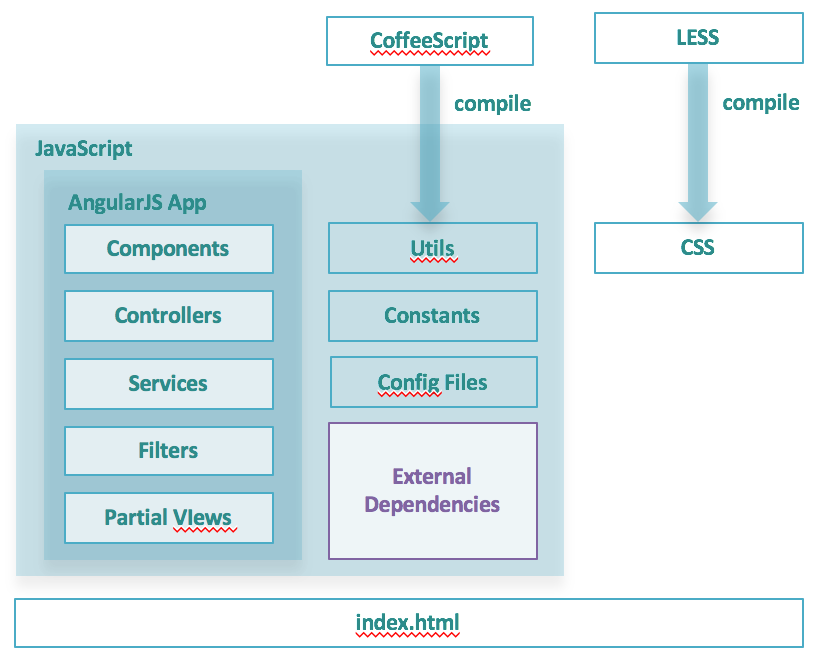 CoffeeScript
LESS
compile
compile
JavaScript
AngularJS App
Components
Utils
CSS
Controllers
Constants
Services
Config Files
Filters
External
Dependencies
Partial VIews
index.html